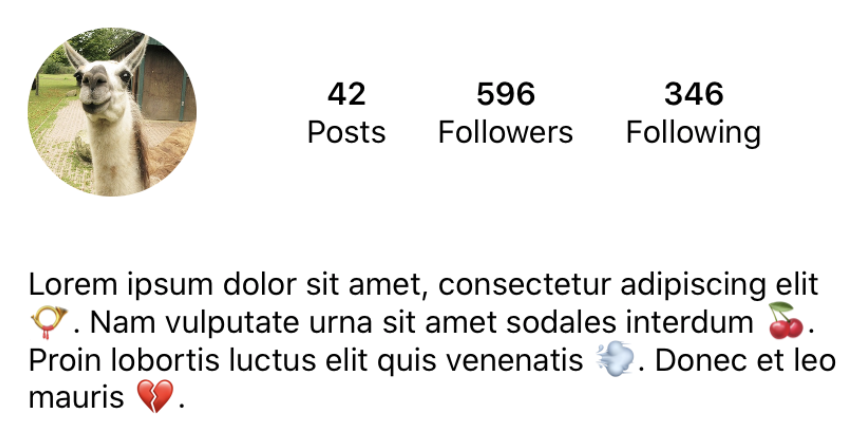 42 596 346
Posts Followers Following
Lorem ipsum dolor sit amet, consectetur adipiscing elit
📯. Nam vulputate urna sit amet sodales interdum 🍒.
Proin lobortis luctus elit quis venenatis 💨. Donec et leo
mauris 💔.